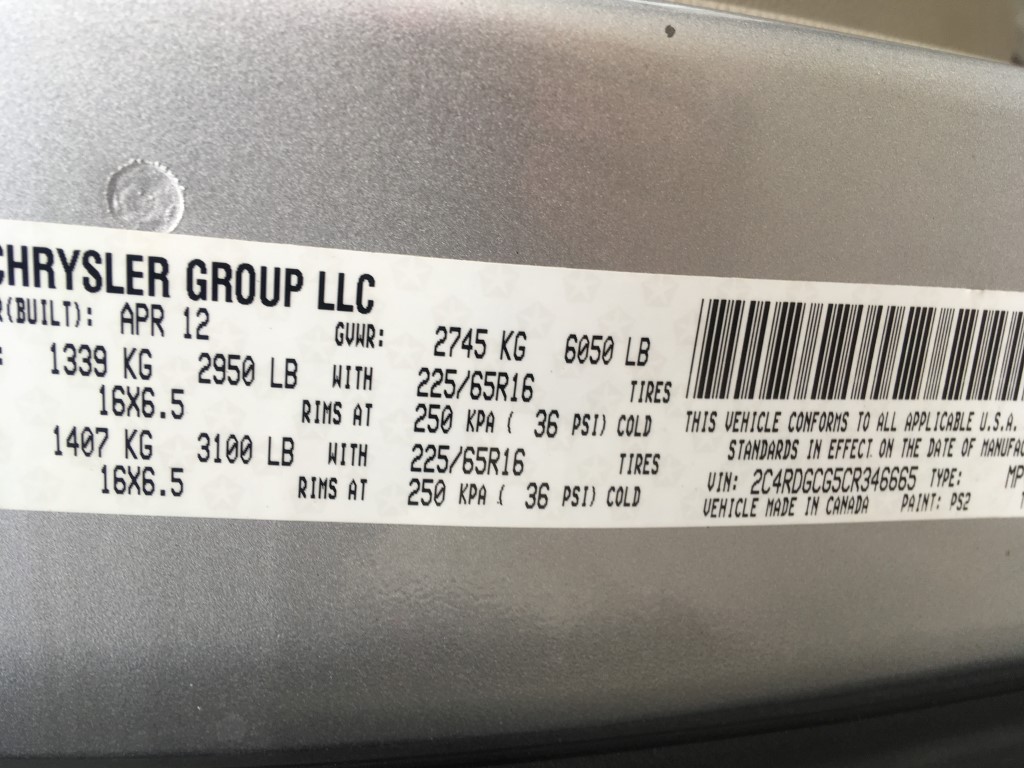 CHRYSLER GROUP LLC
R(BUILT): APR 12 GVWR: 2745 KG 6050 LB
: 1339 KG 2950 LB WITH 225/65R16 TIRES
16X6.5 RIMS AT 250 KPA ( 36 PSI) COLD
1407 KG 3100 LB WITH 225/65R16 TIRES
16X6.5 RIMS AT 250 KPA ( 36 PSI) COLD
THIS VEHICLE CONFORMS TO ALL APPLICABLE U.S.A.
STANDARDS IN EFFECT ON THE DATE OF MANUFAC
VIN: 2C4RDGCG5CR346665 TYPE: MP
VEHICLE MADE IN CANADA PAINT: PS2